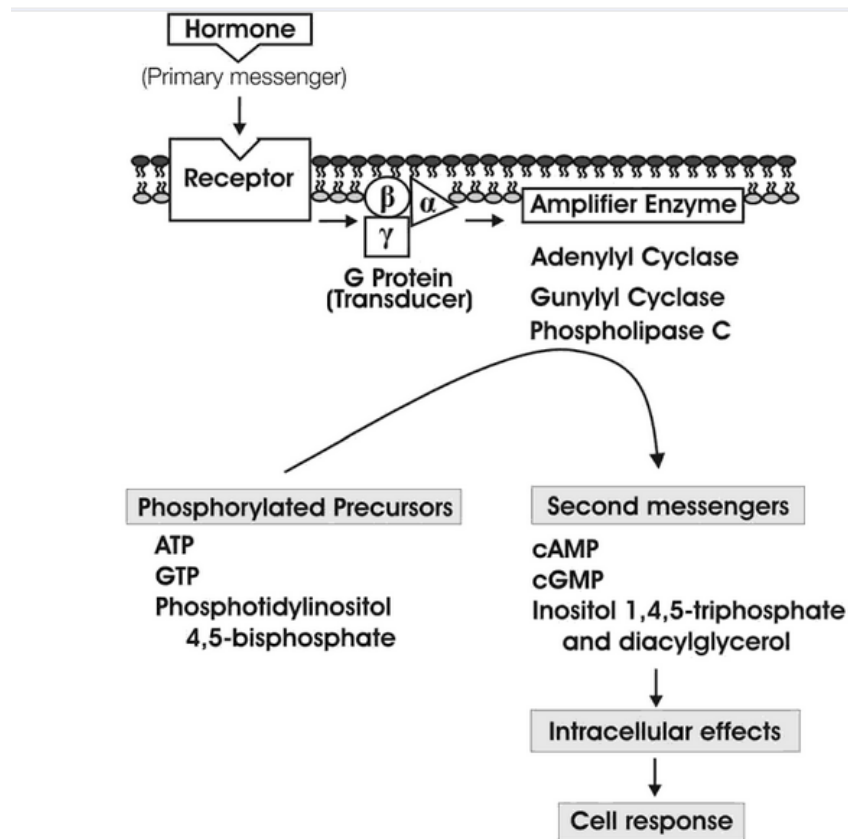 Hormone
(Primary messenger)
Receptor
β
α
γ
G Protein
(Transducer)
Amplifier Enzyme
Adenylyl Cyclase
Gunylyl Cyclase
Phospholipase C
Phosphorylated Precursors
ATP
GTP
Phosphotidylinositol
4,5-bisphosphate
Second messengers
cAMP
cGMP
Inositol 1,4,5-triphosphate
and diacylglycerol
Intracellular effects
Cell response